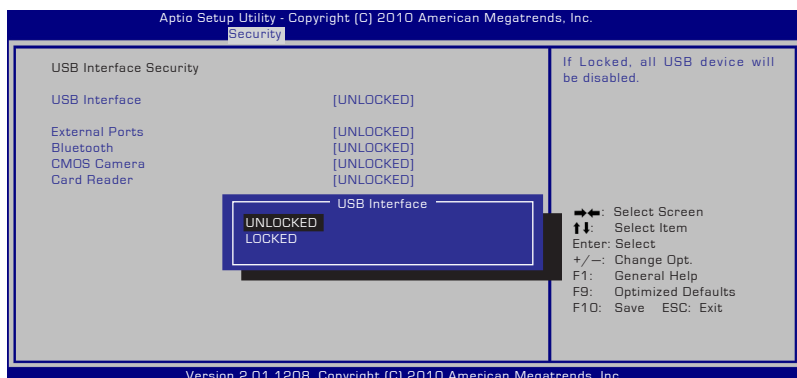 Aptio Setup Utility - Copyright (C) 2010 American Megatrends, Inc.
Security
USB Interface Security
USB Interface [UNLOCKED]
External Ports [UNLOCKED]
Bluetooth [UNLOCKED]
CMOS Camera [UNLOCKED]
Card Reader [UNLOCKED]
USB Interface
UNLOCKED
LOCKED
If Locked, all USB device will
be disabled.
→←: Select Screen
↑↓: Select Item
Enter: Select
+/—: Change Opt.
F1: General Help
F9: Optimized Defaults
F10: Save ESC: Exit
Version 2.01.1208. Copyright (C) 2010 American Megatrends, Inc.